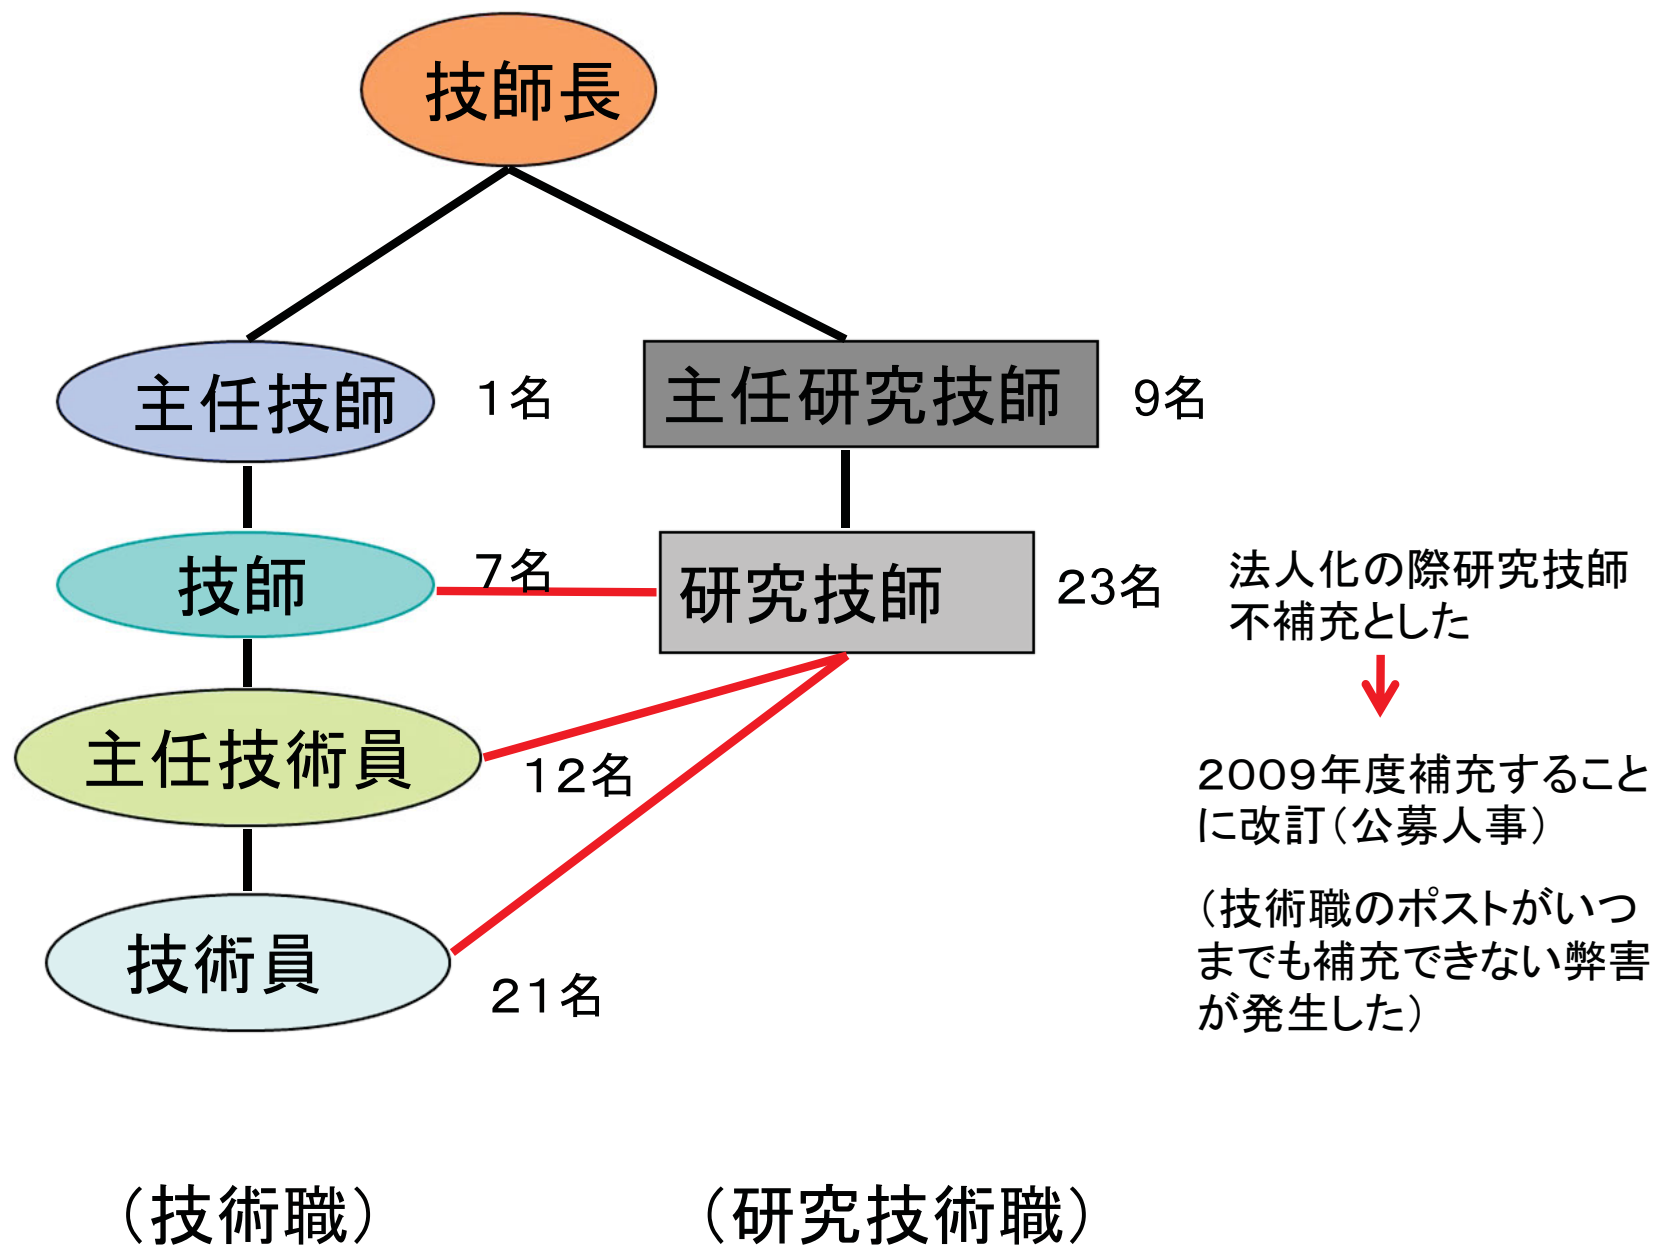 技師長
主任技師
1名
主任研究技師
9名
技師
7名
研究技師
23名
法人化の際研究技師
不補充とした
主任技術員
12名
2009年度補充すること
に改訂(公募人事)
技術員
21名
(技術職のポストがいつ
までも補充できない弊害
が発生した)
(技術職)
(研究技術職)